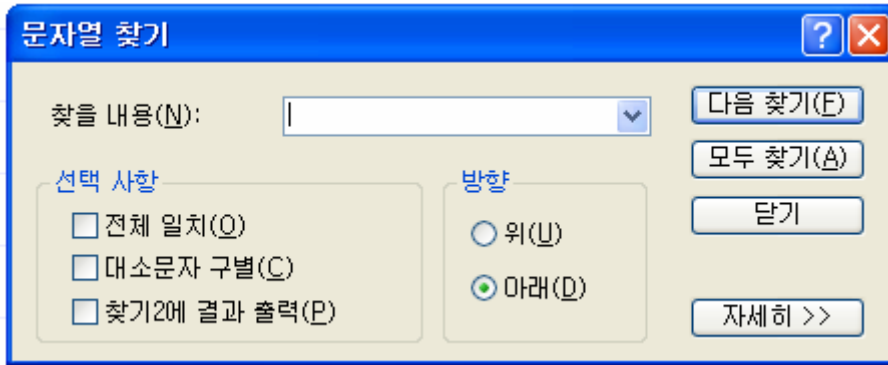 문자열 찾기
찾을 내용(N):
다음 찾기(F)
모두 찾기(A)
닫기
선택 사항
전체 일치(O)
대소문자 구별(C)
찾기2에 결과 출력(P)
방향
위(U)
아래(D)
자세히 >>